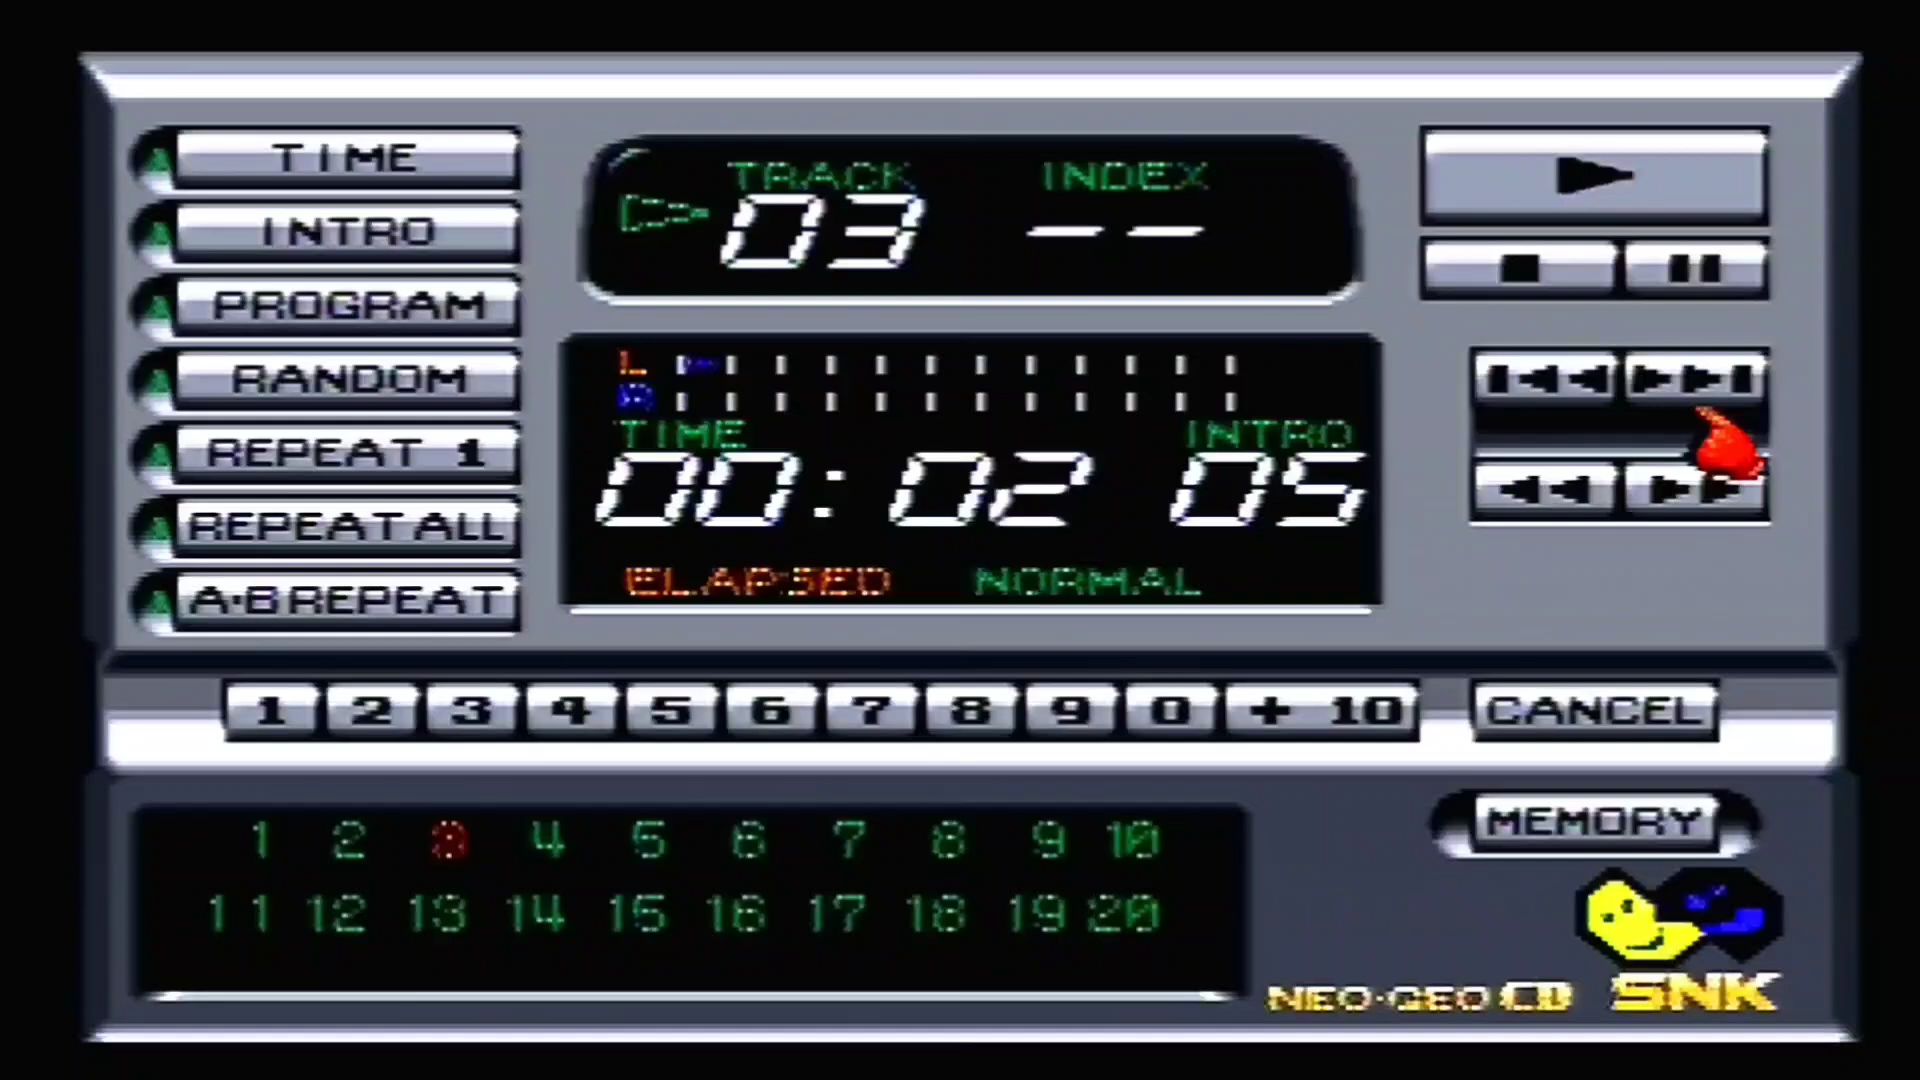 TIME
INTRO
PROGRAM
RANDOM
REPEAT 1
REPEAT ALL
A·B REPEAT
TRACK INDEX
03 --
L
R
TIME INTRO
00:02 05
ELAPSED NORMAL
1 2 3 4 5 6 7 8 9 0 + 10 CANCEL
1 2 3 4 5 6 7 8 9 10
11 12 13 14 15 16 17 18 19 20
MEMORY
NEO·GEO CD SNK